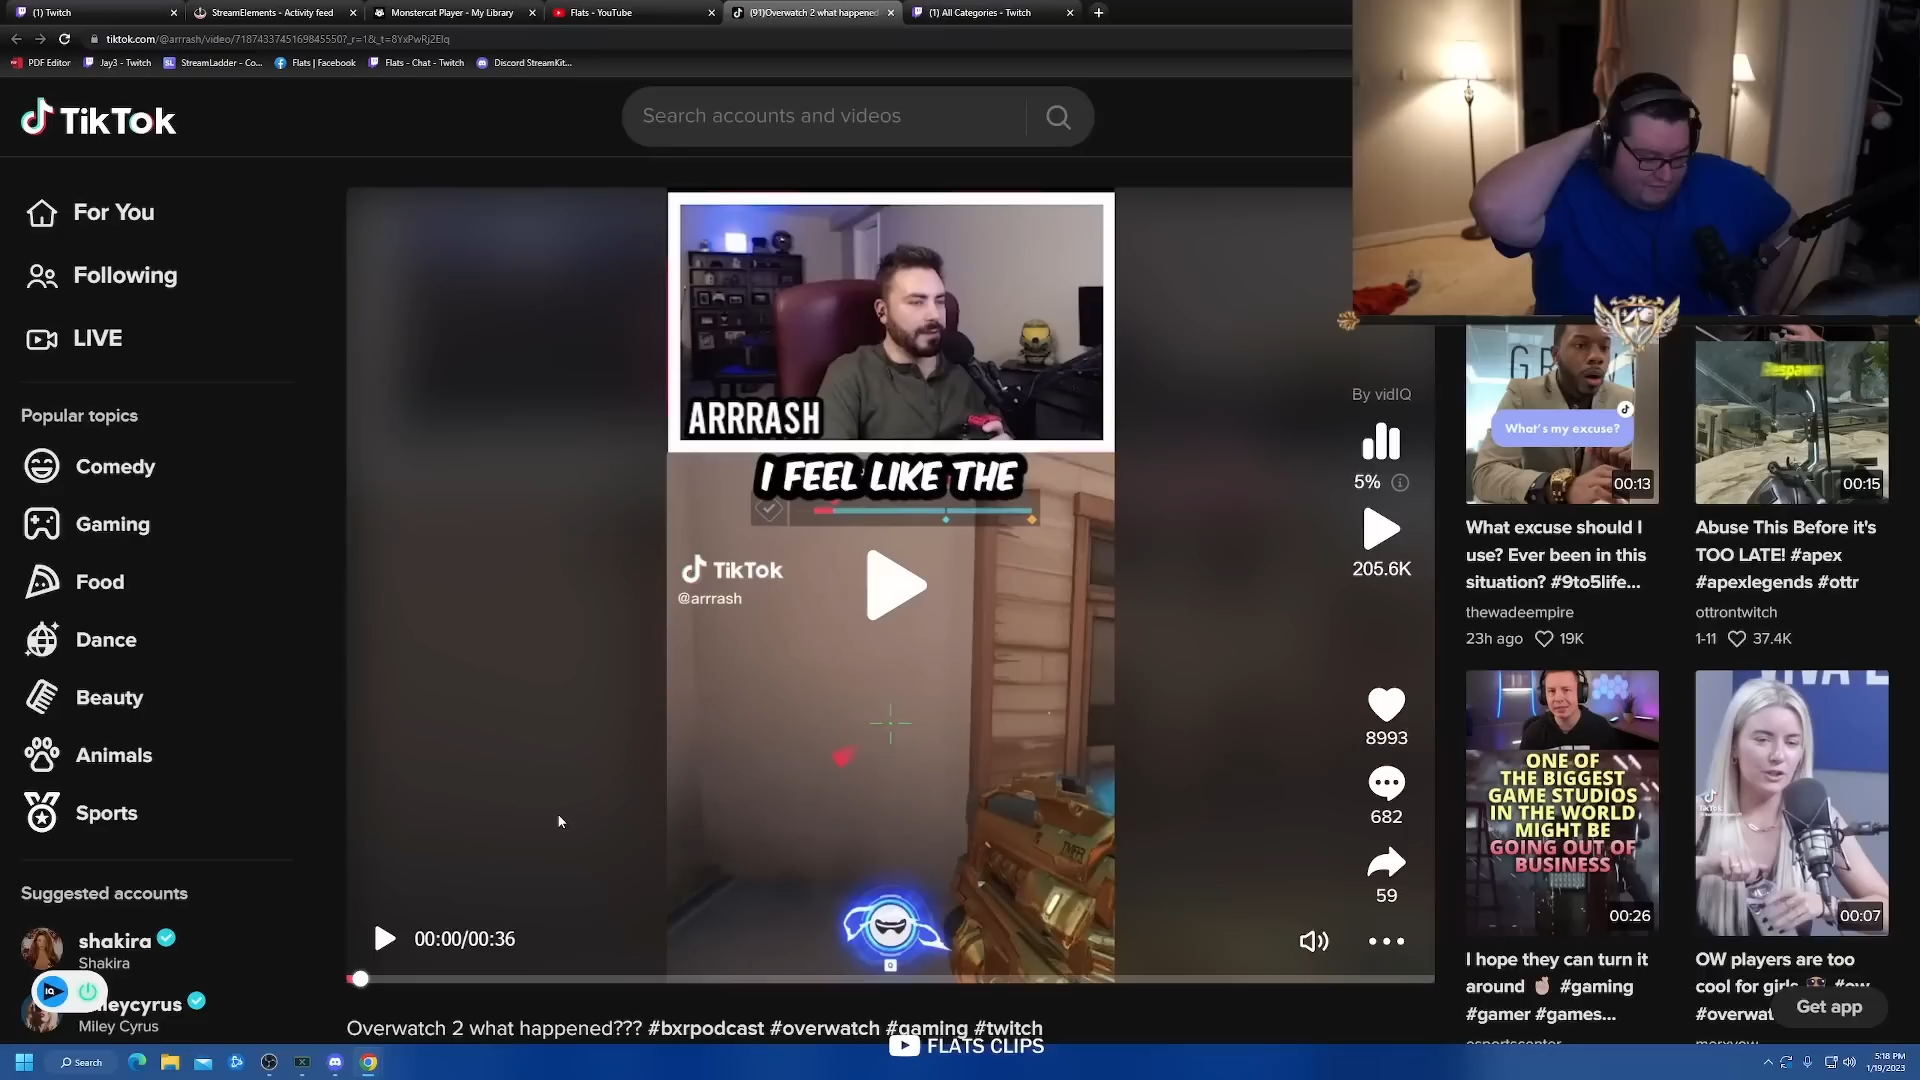 (1) Twitch
StreamElements - Activity feed
Monstercat Player - My Library
Flats - YouTube
(91)Overwatch 2 what happened
(1) All Categories - Twitch
tiktok.com/@arrrash/video/7187433745169845550?_r=1&_t=8YxPwRj2Elq
PDF Editor
Jay3 - Twitch
SL
StreamLadder - Co...
Flats | Facebook
Flats - Chat - Twitch
Discord StreamKit...
TikTok
Search accounts and videos
For You
Following
LIVE
Popular topics
Comedy
Gaming
Food
Dance
Beauty
Animals
Sports
Suggested accounts
shakira
Shakira
IQ
ileycyrus
Miley Cyrus
ARRRASH
I FEEL LIKE THE
TikTok
@arrrash
Q
00:00/00:36
By vidIQ
5%
205.6K
8993
682
59
Overwatch 2 what happened??? #bxrpodcast #overwatch #gaming #twitch
FLATS CLIPS
What's my excuse?
00:13
What excuse should I
use? Ever been in this
situation? #9to5life...
thewadeempire
23h ago
19K
Respawn
00:15
Abuse This Before it's
TOO LATE! #apex
#apexlegends #ottr
ottrontwitch
1-11
37.4K
ONE OF
THE BIGGEST
GAME STUDIOS
IN THE WORLD
MIGHT BE
GOING OUT OF
BUSINESS
00:26
I hope they can turn it
around #gaming
#gamer #games...
00:07
OW players are too
cool for girls
#overwat
Get app
Search
5:18 PM
1/19/2023